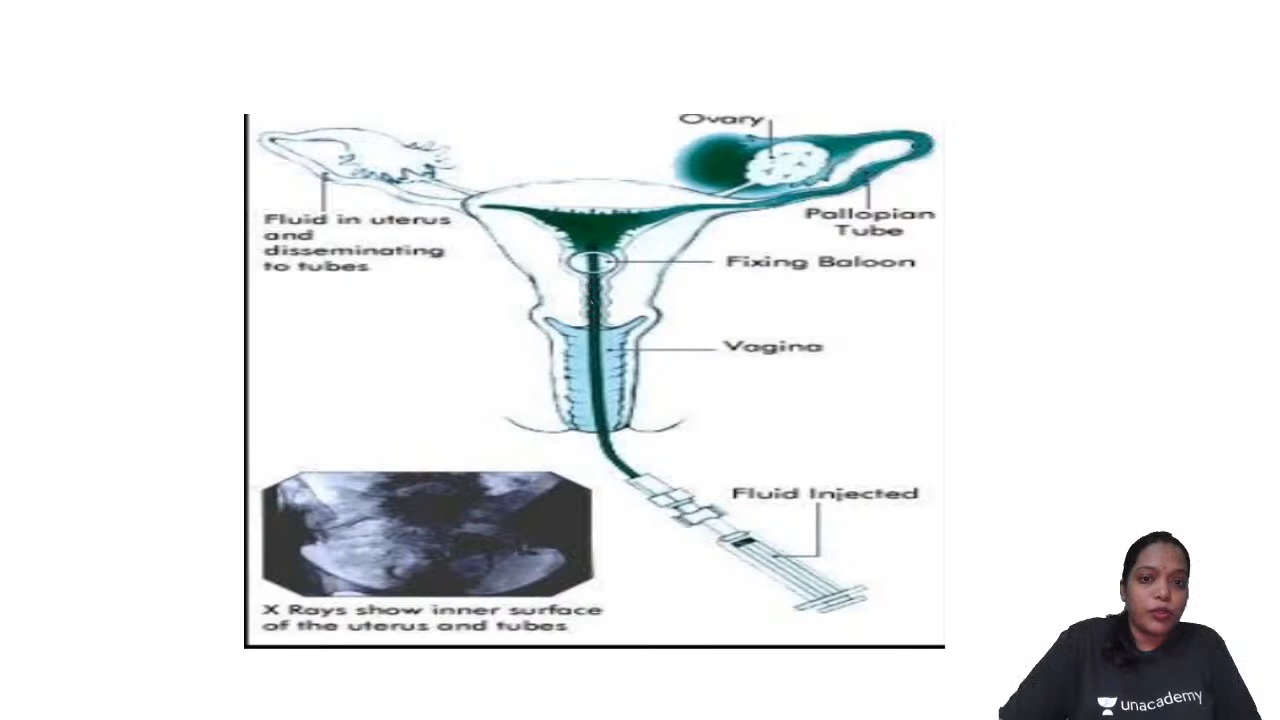 Ovary
Fluid in uterus
and
disseminating
to tubes
Pallopian
Tube
Fixing Baloon
Vagina
Fluid Injected
X Rays show inner surface
of the uterus and tubes
unacademy